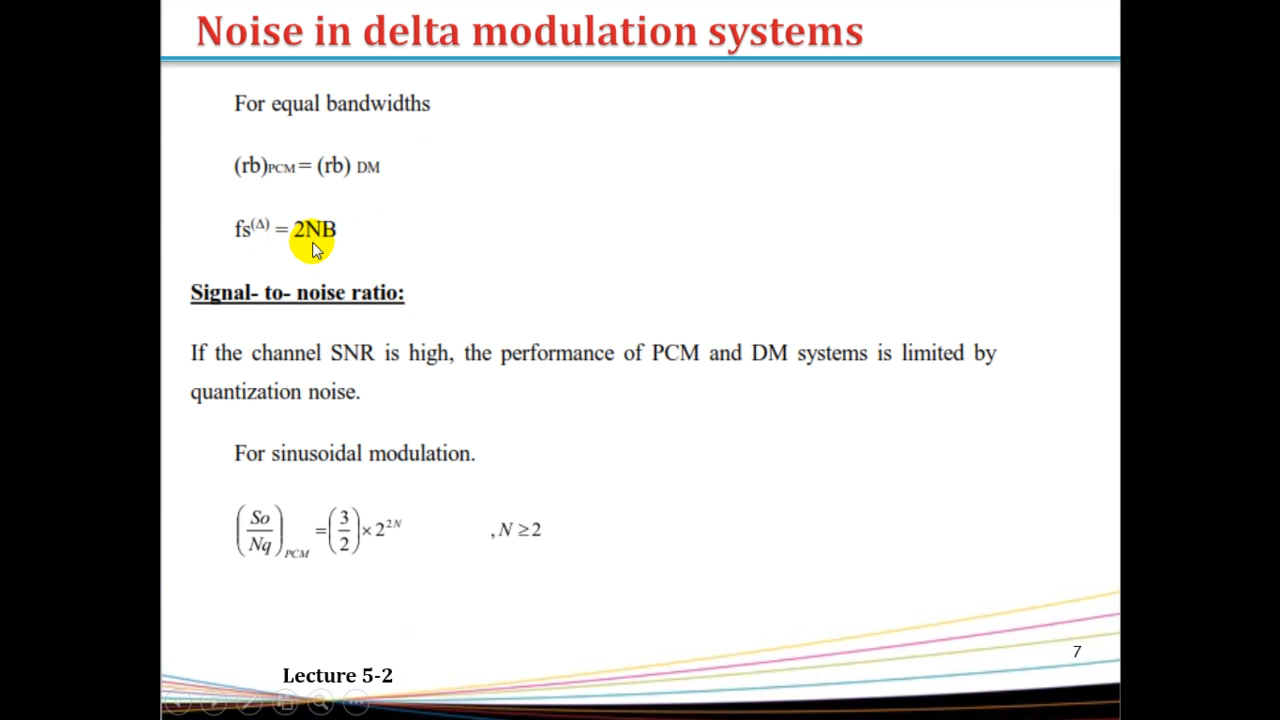 Noise in delta modulation systems
For equal bandwidths
(rb)PCM = (rb) DM
fs(Δ) = 2NB
Signal- to- noise ratio:
If the channel SNR is high, the performance of PCM and DM systems is limited by
quantization noise.
For sinusoidal modulation.
(So/Nq)PCM = (3/2) × 2^2N , N ≥ 2
7
Lecture 5-2